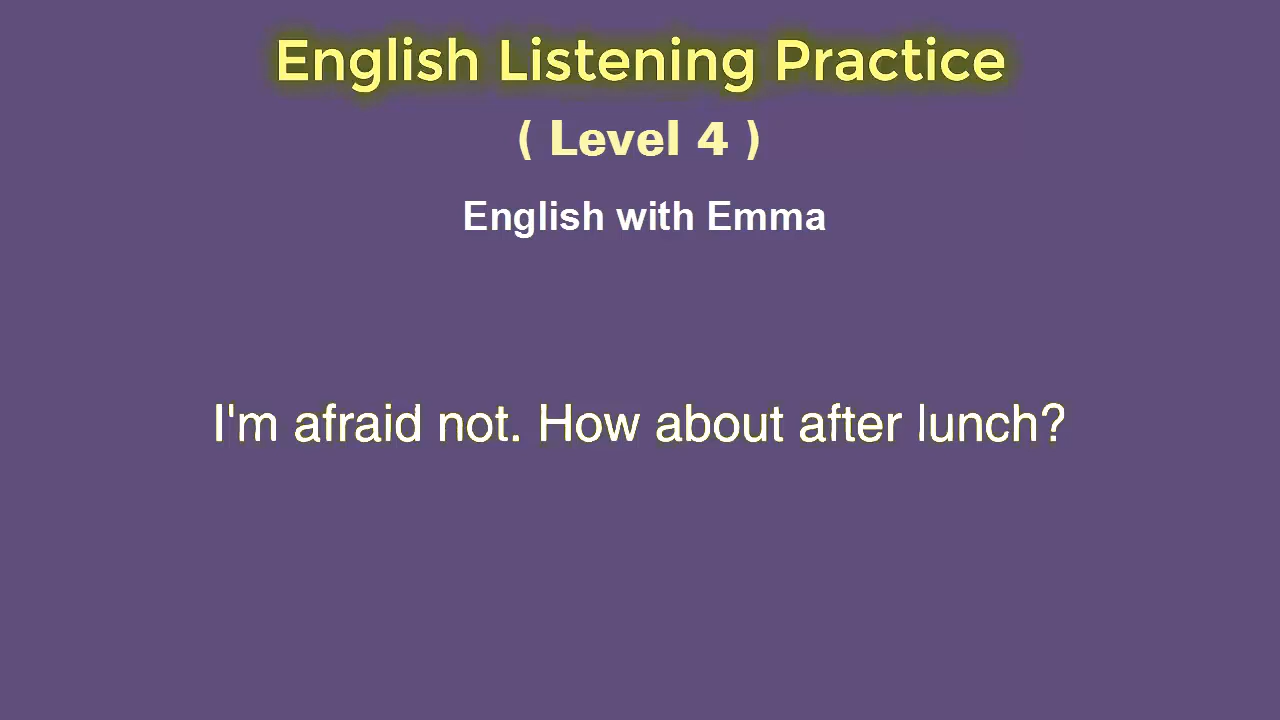 English Listening Practice
( Level 4 )
English with Emma
I'm afraid not. How about after lunch?